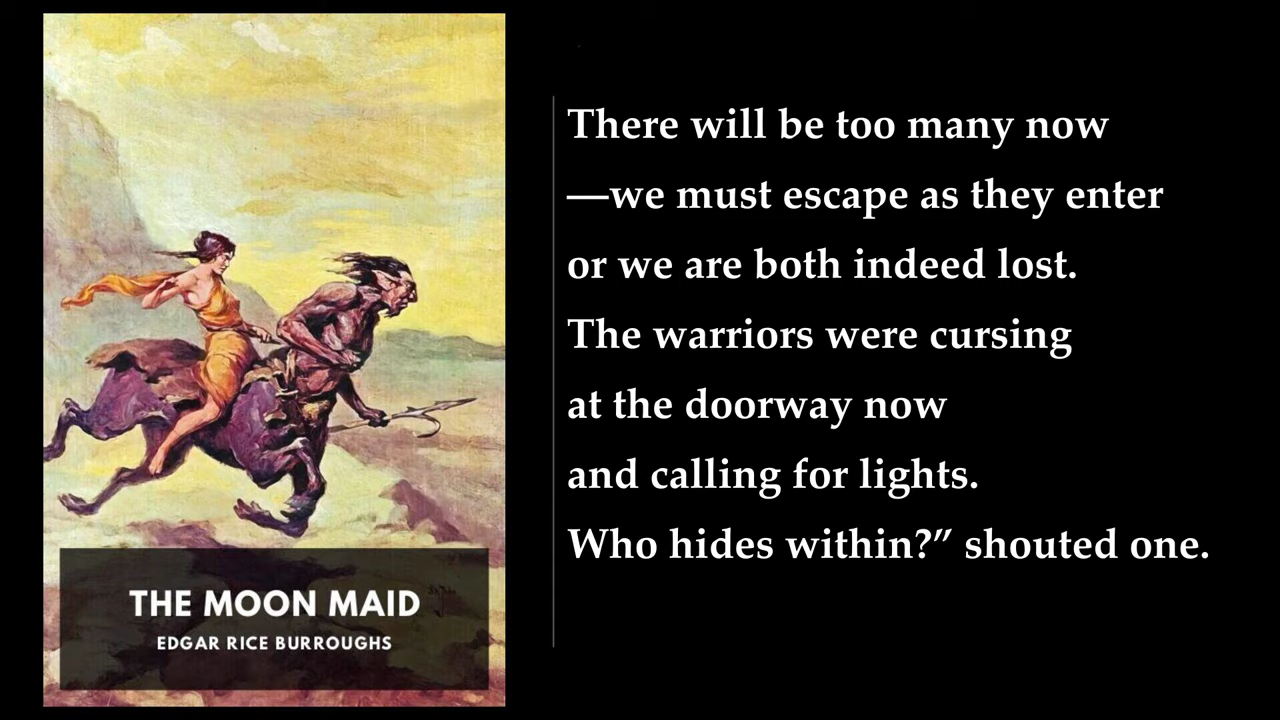 There will be too many now
—we must escape as they enter
or we are both indeed lost.
The warriors were cursing
at the doorway now
and calling for lights.
Who hides within?” shouted one.
THE MOON MAID
EDGAR RICE BURROUGHS